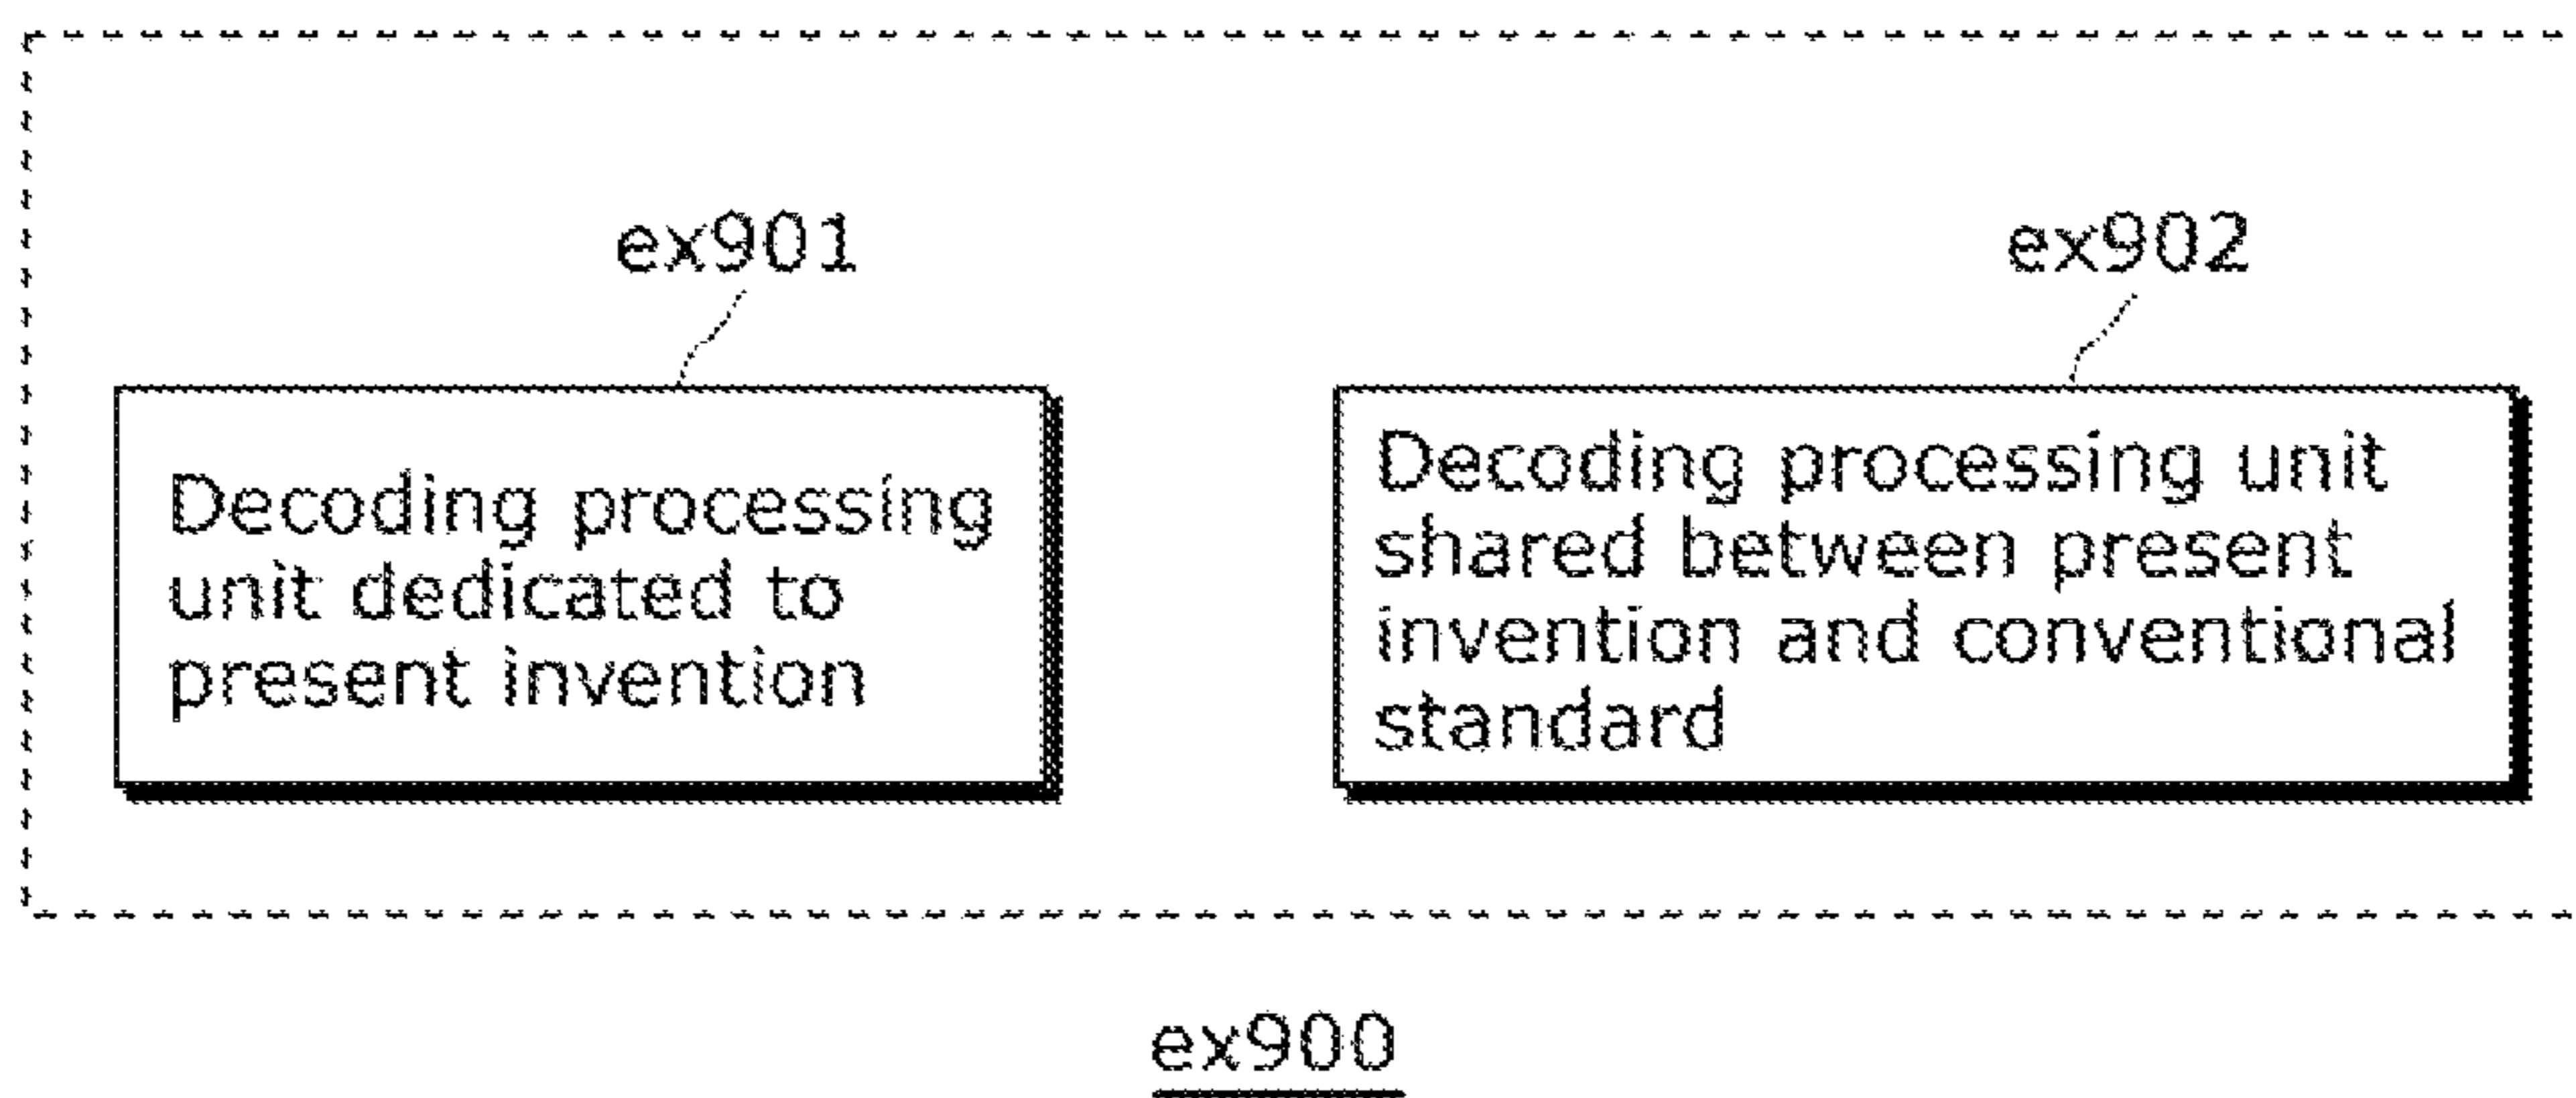 ex901
ex902
Decoding processing
unit dedicated to
present invention
Decoding processing unit
shared between present
invention and conventional
standard
ex900